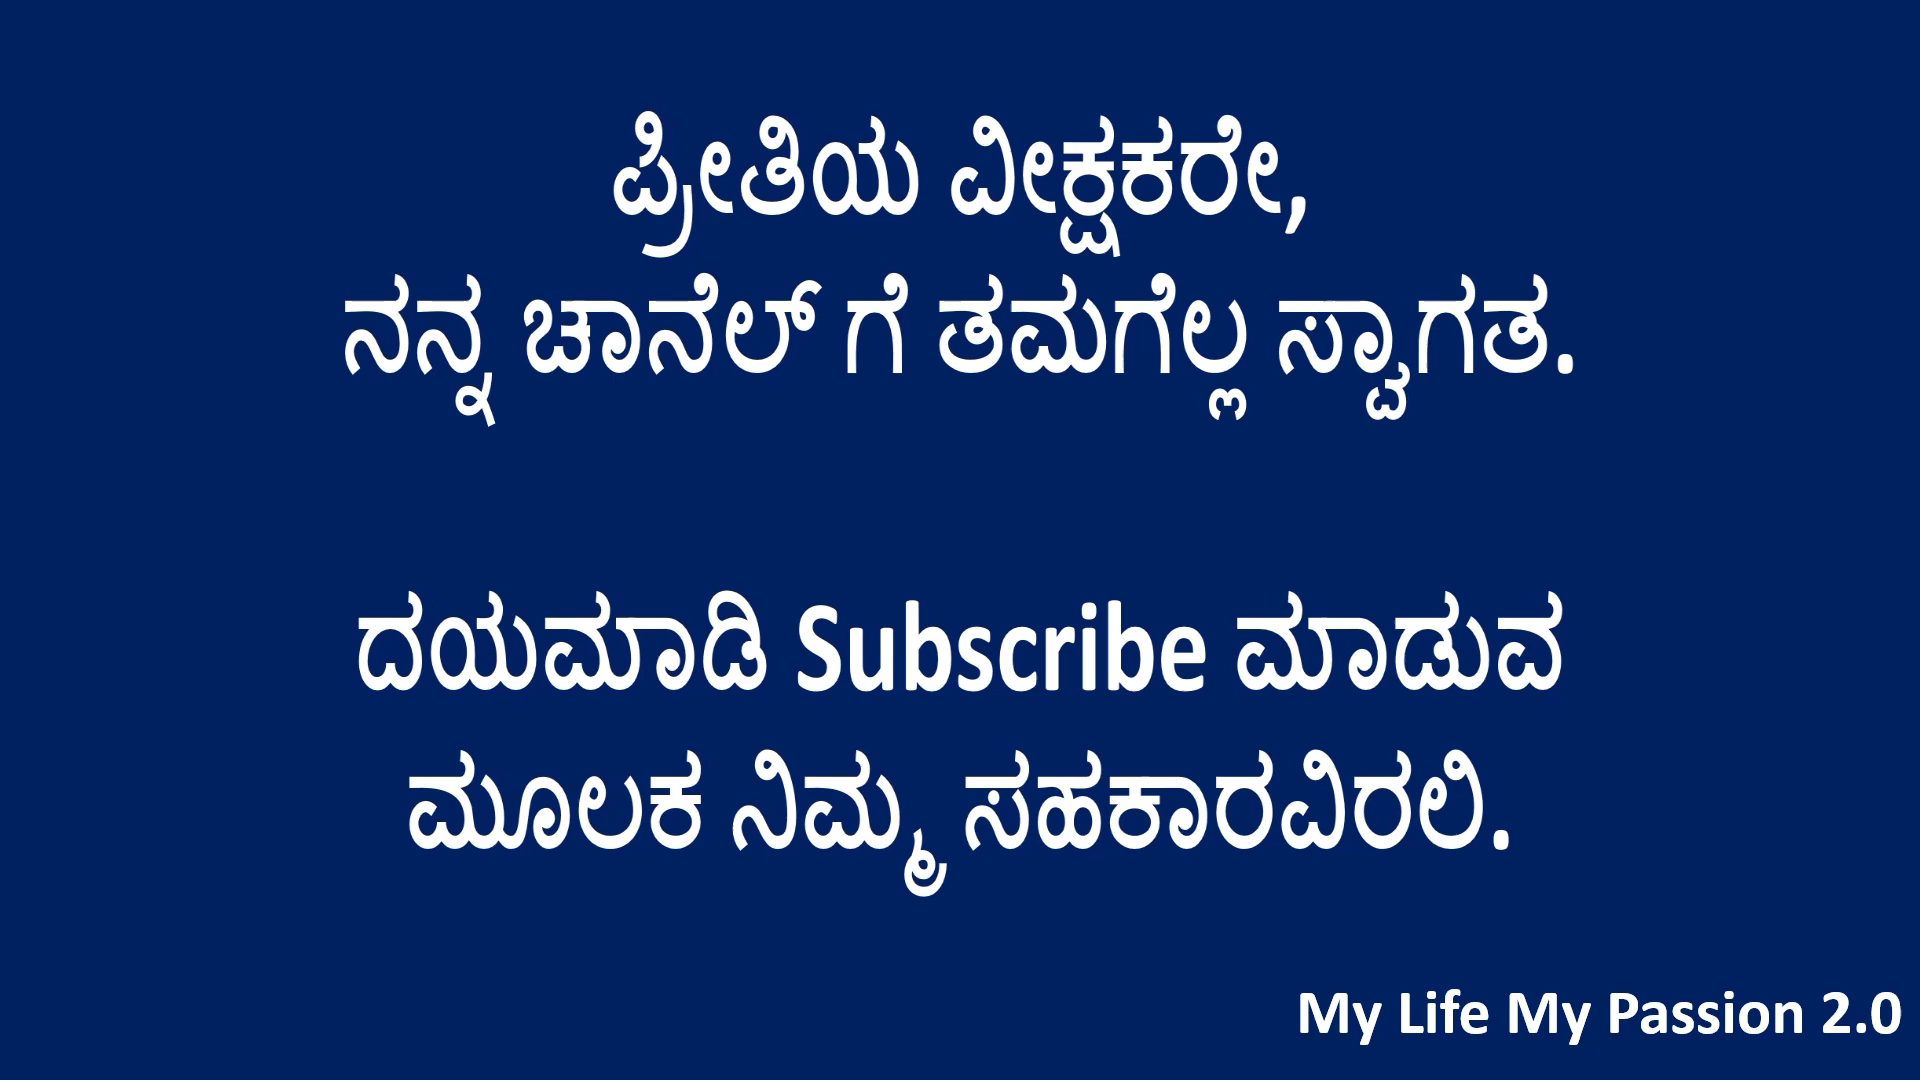 ಪ್ರೀತಿಯ ವೀಕ್ಷಕರೇ,
ನನ್ನ ಚಾನೆಲ್ ಗೆ ತಮಗೆಲ್ಲ ಸ್ವಾಗತ.
ದಯಮಾಡಿ Subscribe ಮಾಡುವ
ಮೂಲಕ ನಿಮ್ಮ ಸಹಕಾರವಿರಲಿ.
My Life My Passion 2.0